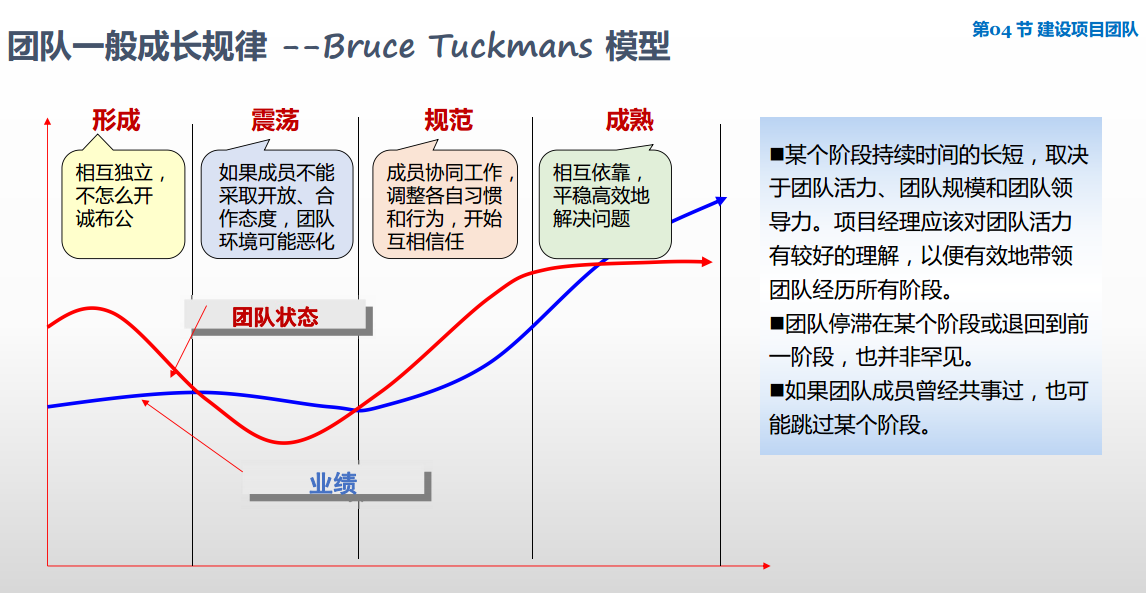 团队一般成长规律 --Bruce Tuckmans 模型
第04 节 建设项目团队
形成
震荡
规范
成熟
相互独立，
不怎么开
诚布公
如果成员不能
采取开放、合
作态度，团队
环境可能恶化
成员协同工作，
调整各自习惯
和行为，开始
互相信任
相互依靠，
平稳高效地
解决问题
团队状态
业绩
■某个阶段持续时间的长短，取决
于团队活力、团队规模和团队领
导力。项目经理应该对团队活力
有较好的理解，以便有效地带领
团队经历所有阶段。
■团队停滞在某个阶段或退回到前
一阶段，也并非罕见。
■如果团队成员曾经共事过，也可
能跳过某个阶段。